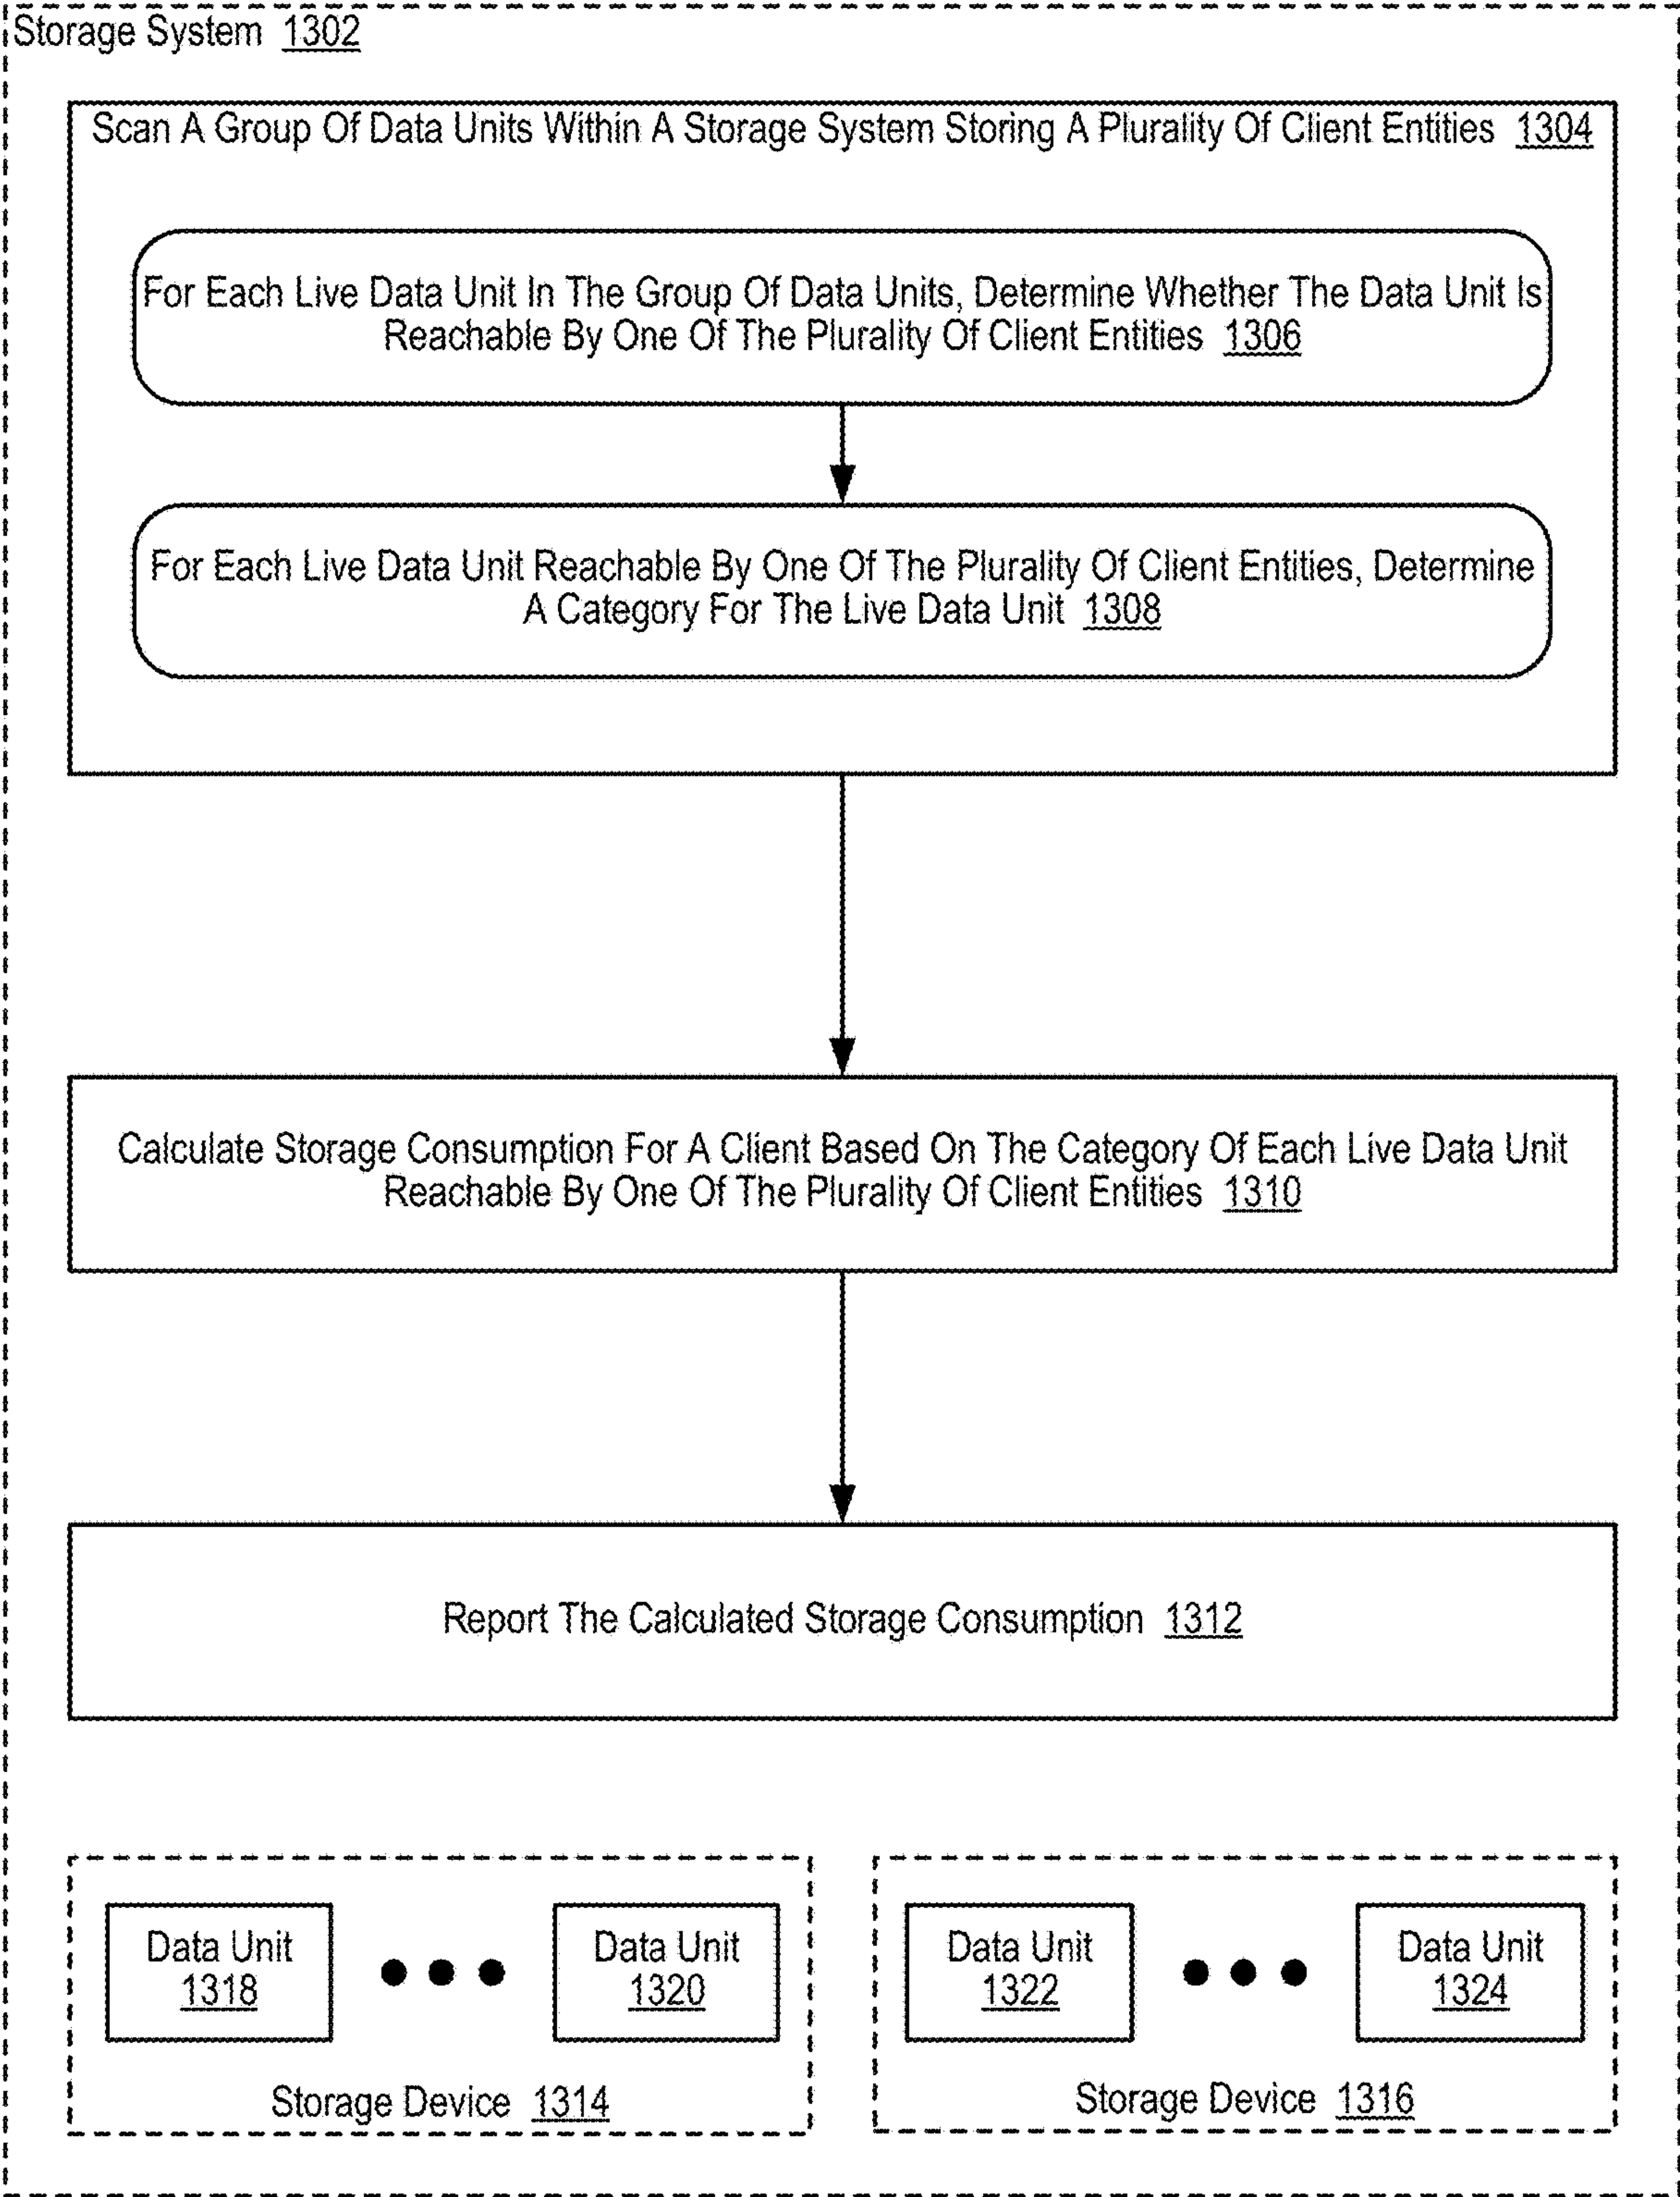 Storage System 1302
Scan A Group Of Data Units Within A Storage System Storing A Plurality Of Client Entities 1304
For Each Live Data Unit In The Group Of Data Units, Determine Whether The Data Unit Is
Reachable By One Of The Plurality Of Client Entities 1306
For Each Live Data Unit Reachable By One Of The Plurality Of Client Entities, Determine
A Category For The Live Data Unit 1308
Calculate Storage Consumption For A Client Based On The Category Of Each Live Data Unit
Reachable By One Of The Plurality Of Client Entities 1310
Report The Calculated Storage Consumption 1312
Data Unit
1318
Data Unit
1320
Storage Device 1314
Data Unit
1322
Data Unit
1324
Storage Device 1316